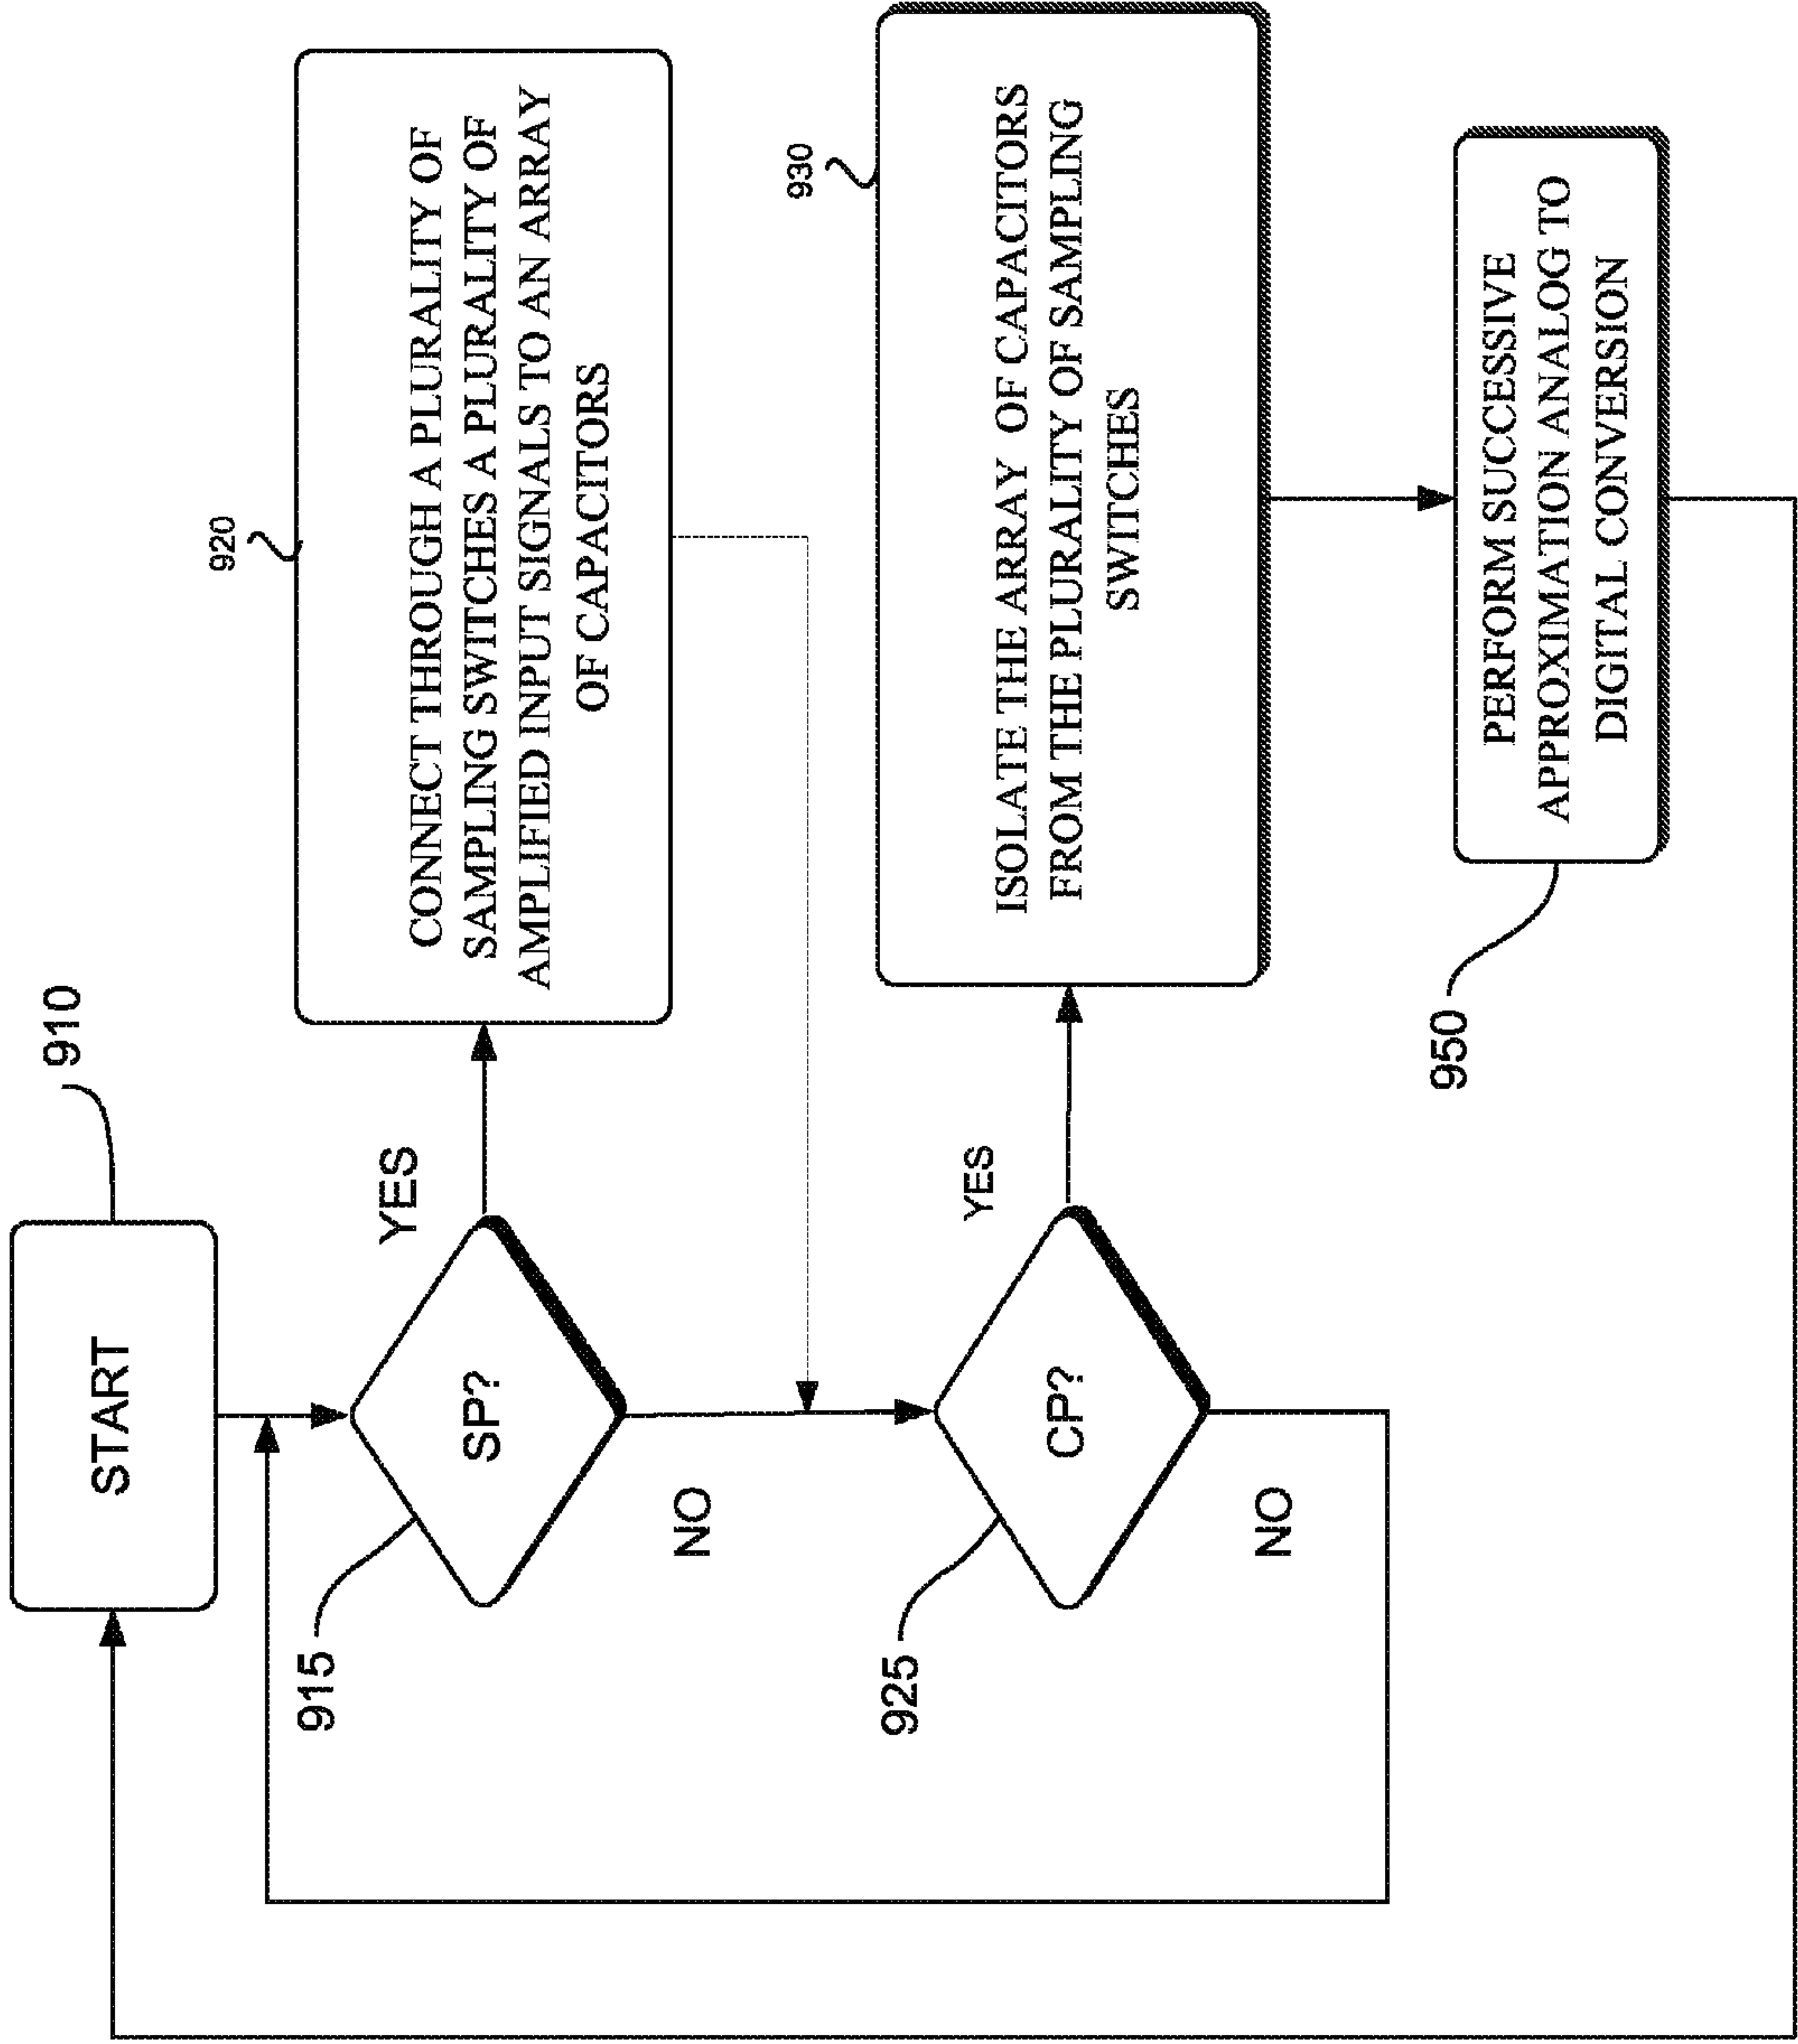 START
910
SP?
915
YES
NO
920
CONNECT THROUGH A PLURALITY OF
SAMPLING SWITCHES A PLURALITY OF
AMPLIFIED INPUT SIGNALS TO AN ARRAY
OF CAPACITORS
CP?
925
YES
NO
930
ISOLATE THE ARRAY OF CAPACITORS
FROM THE PLURALITY OF SAMPLING
SWITCHES
950
PERFORM SUCCESSIVE
APPROXIMATION ANALOG TO
DIGITAL CONVERSION